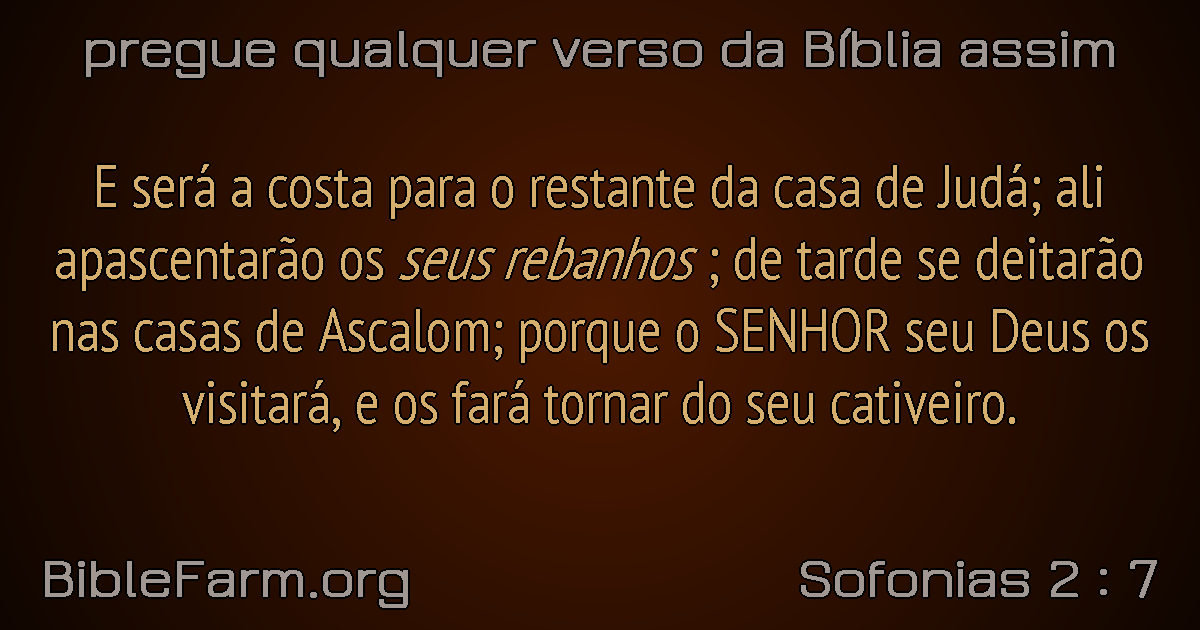 pregue qualquer verso da Bíblia assim
E será a costa para o restante da casa de Judá; ali
apascentarão os seus rebanhos ; de tarde se deitarão
nas casas de Ascalom; porque o SENHOR seu Deus os
visitará, e os fará tornar do seu cativeiro.
BibleFarm.org
Sofonias 2 : 7